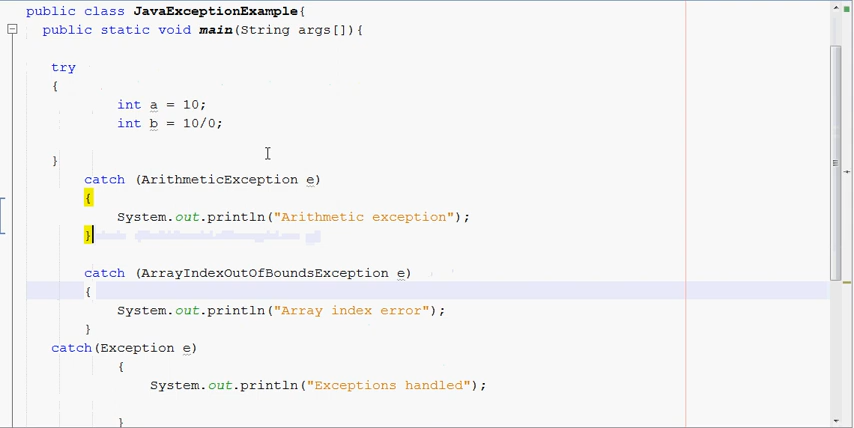 public class JavaExceptionExample{
public static void main(String args[]){
try
{
int a = 10;
int b = 10/0;
}
catch (ArithmeticException e)
{
System.out.println("Arithmetic exception");
}
catch (ArrayIndexOutOfBoundsException e)
{
System.out.println("Array index error");
}
catch(Exception e)
{
System.out.println("Exceptions handled");
}